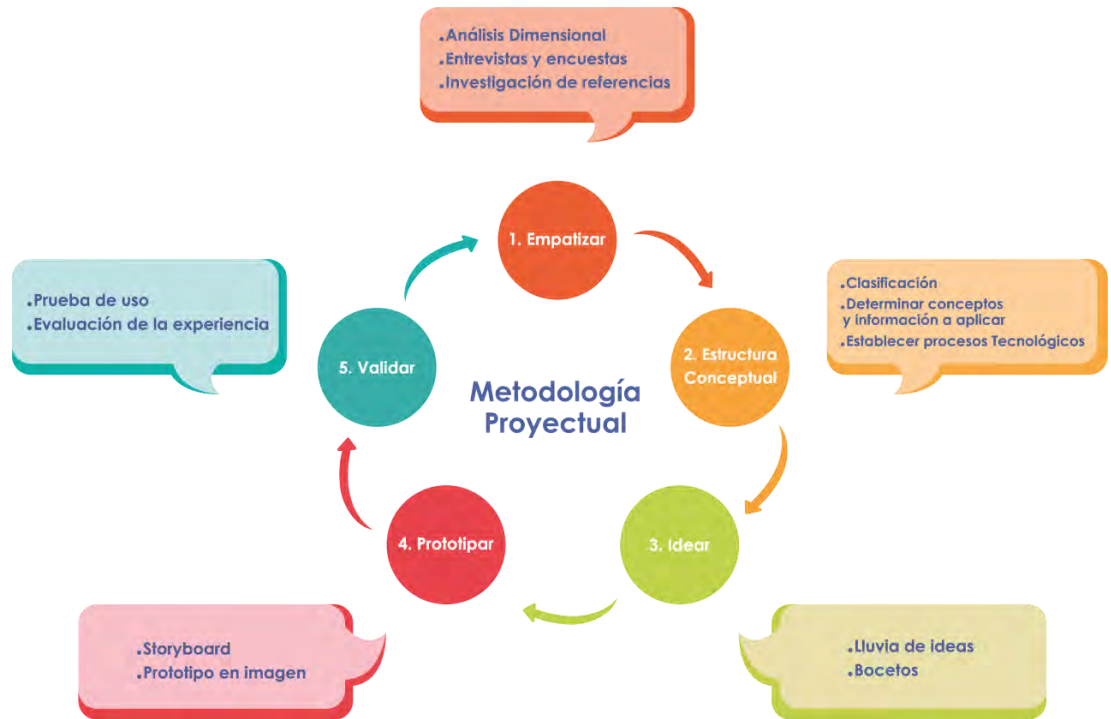 .Análisis Dimensional
.Entrevistas y encuestas
.Investigación de referencias
1. Empatizar
.Clasificación
.Determinar conceptos
y información a aplicar
.Establecer procesos Tecnológicos
2. Estructura
Conceptual
.Prueba de uso
.Evaluación de la experiencia
5. Validar
Metodología
Proyectual
4. Prototipar
3. Idear
.Storyboard
.Prototipo en imagen
.Lluvia de ideas
.Bocetos